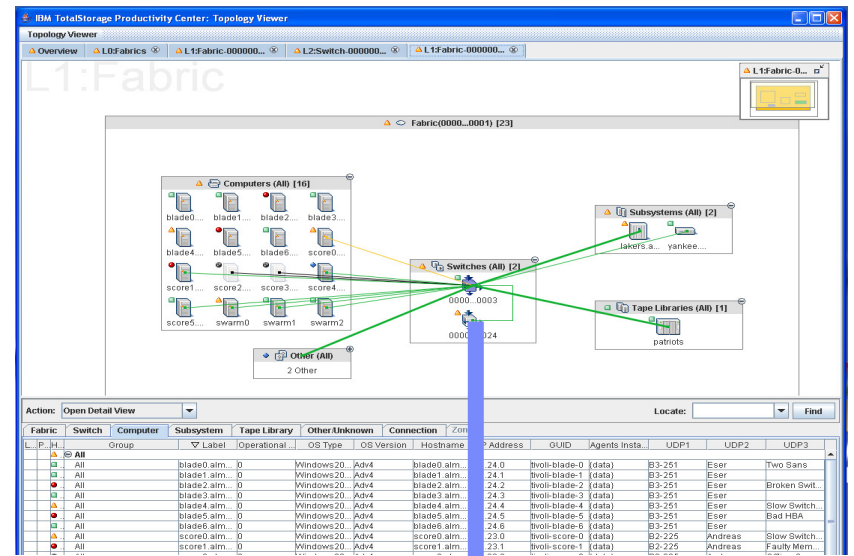 IBM TotalStorage Productivity Center: Topology Viewer
Topology Viewer
Overview L0:Fabrics L1:Fabric-000000... L2:Switch-000000... L1:Fabric-000000...
L1:Fabric
L1:Fabric-0...
Fabric(0000...0001) [23]
Computers (All) [16]
blade0.... blade1.... blade2.... blade3....
blade4.... blade5.... blade6.... score0....
score1.... score2.... score3.... score4....
score5.... swarm0 swarm1 swarm2
Switches (All) [2]
0000...0003
Subsystems (All) [2]
lakers.a... yankee....
Tape Libraries (All) [1]
patriots
Other (All)
2 Other
Action: Open Detail View Locate: Find
Fabric Switch Computer Subsystem Tape Library Other/Unknown Connection
L... P... H... Group Label Operational ... OS Type OS Version Hostname Address GUID Agents Insta... UDP1 UDP2 UDP3
All
All blade0.alm... 0 Windows20... Adv4 blade0.alm... .24.0 tivoli-blade-0 {data} B3-251 Eser Two Sans
All blade1.alm... 0 Windows20... Adv4 blade1.alm... .24.1 tivoli-blade-1 {data} B3-251 Eser
All blade2.alm... 0 Windows20... Adv4 blade2.alm... .24.2 tivoli-blade-2 {data} B3-251 Eser Broken Swit...
All blade3.alm... 0 Windows20... Adv4 blade3.alm... .24.3 tivoli-blade-3 {data} B3-251 Eser
All blade4.alm... 0 Windows20... Adv4 blade4.alm... .24.4 tivoli-blade-4 {data} B3-251 Eser Slow Switch...
All blade5.alm... 0 Windows20... Adv4 blade5.alm... .24.5 tivoli-blade-5 {data} B3-251 Eser Bad HBA
All blade6.alm... 0 Windows20... Adv4 blade6.alm... .24.6 tivoli-blade-6 {data} B3-251 Eser
All score0.alm... 0 Windows20... Adv4 score0.alm... .23.0 tivoli-score-0 {data} B2-225 Andreas Slow Switch...
All score1.alm... 0 Windows20... Adv4 score1.alm... .23.1 tivoli-score-1 {data} B2-225 Andreas Faulty Mem...